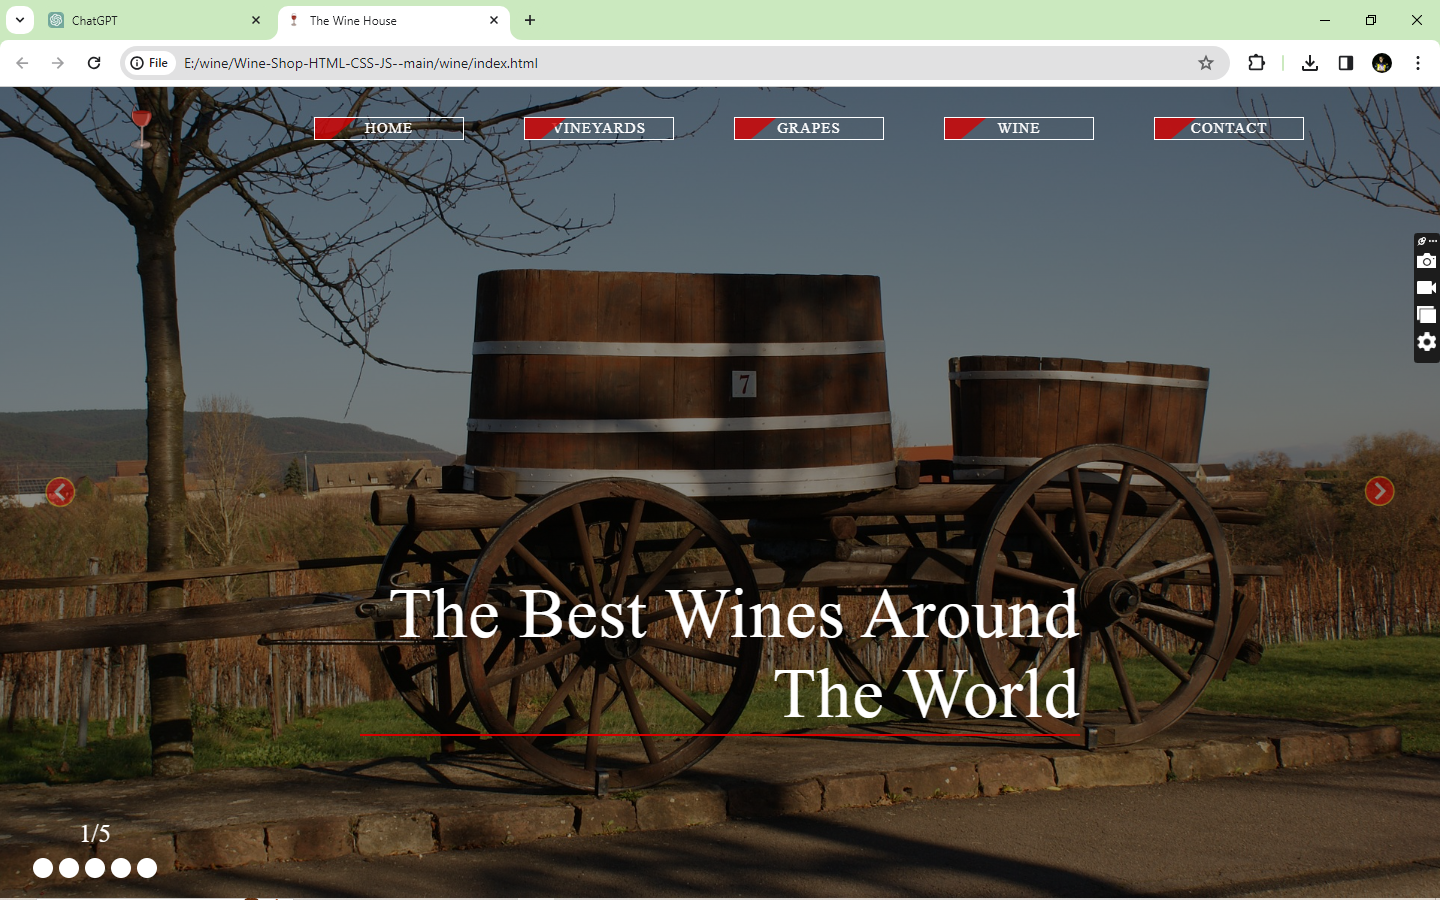 ChatGPT
The Wine House
File
E:/wine/Wine-Shop-HTML-CSS-JS--main/wine/index.html
HOME
VINEYARDS
GRAPES
WINE
CONTACT
7
The Best Wines Around
The World
1/5